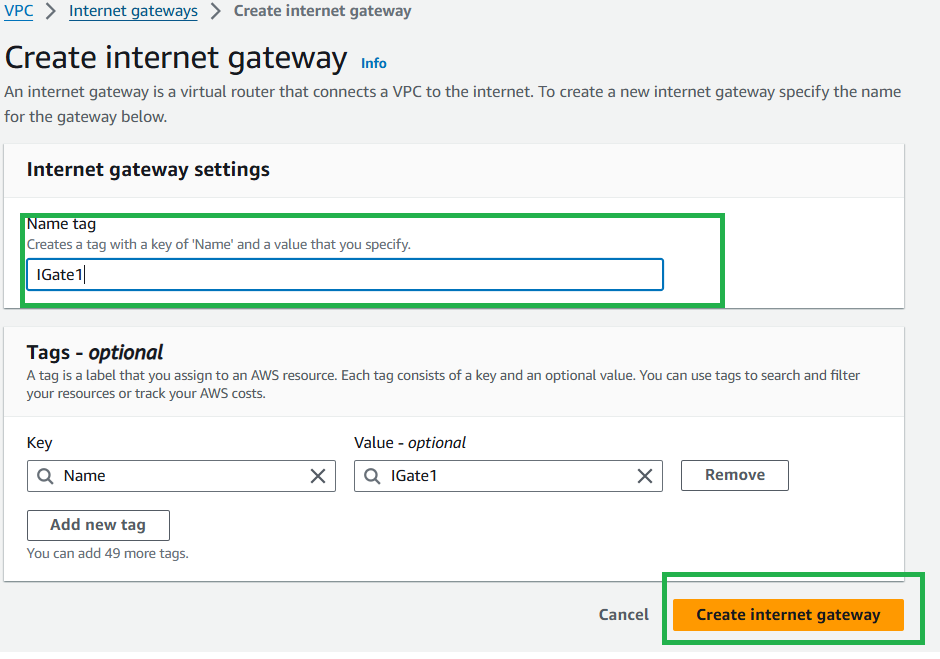 VPC > Internet gateways > Create internet gateway
Create internet gateway Info
An internet gateway is a virtual router that connects a VPC to the internet. To create a new internet gateway specify the name
for the gateway below.
Internet gateway settings
Name tag
Creates a tag with a key of 'Name' and a value that you specify.
IGate1
Tags - optional
A tag is a label that you assign to an AWS resource. Each tag consists of a key and an optional value. You can use tags to search and filter
your resources or track your AWS costs.
Key Value - optional
Name IGate1 Remove
Add new tag
You can add 49 more tags.
Cancel Create internet gateway